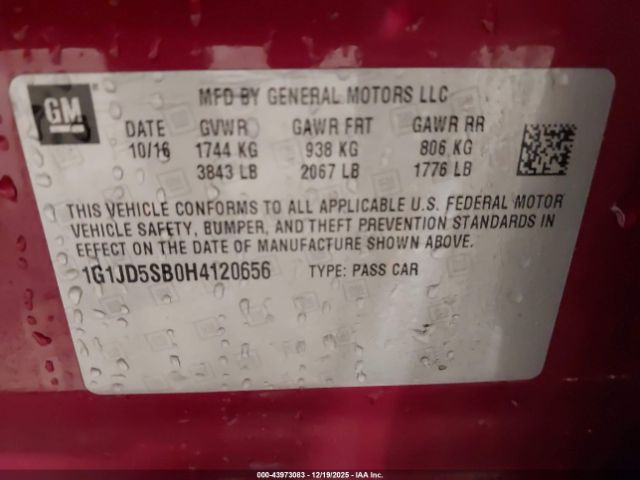 GM
MFD BY GENERAL MOTORS LLC
DATE GVWR GAWR FRT GAWR RR
10/16 1744 KG 938 KG 806 KG
3843 LB 2067 LB 1776 LB
THIS VEHICLE CONFORMS TO ALL APPLICABLE U.S. FEDERAL MOTOR
VEHICLE SAFETY, BUMPER, AND THEFT PREVENTION STANDARDS IN
EFFECT ON THE DATE OF MANUFACTURE SHOWN ABOVE.
1G1JD5SB0H4120656 TYPE: PASS CAR
000-43973083 - 12/19/2025 - IAA Inc.